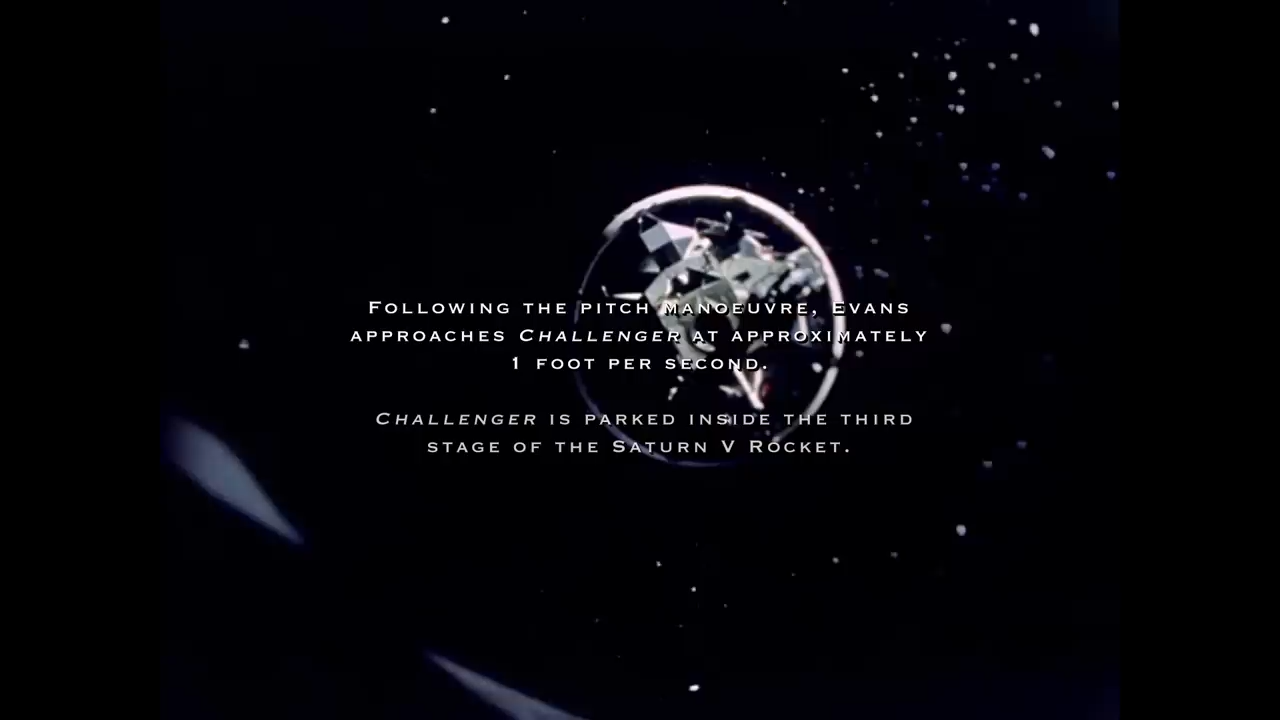 Following the pitch manoeuvre, Evans
approaches Challenger at approximately
1 foot per second.
Challenger is parked inside the third
stage of the Saturn V Rocket.